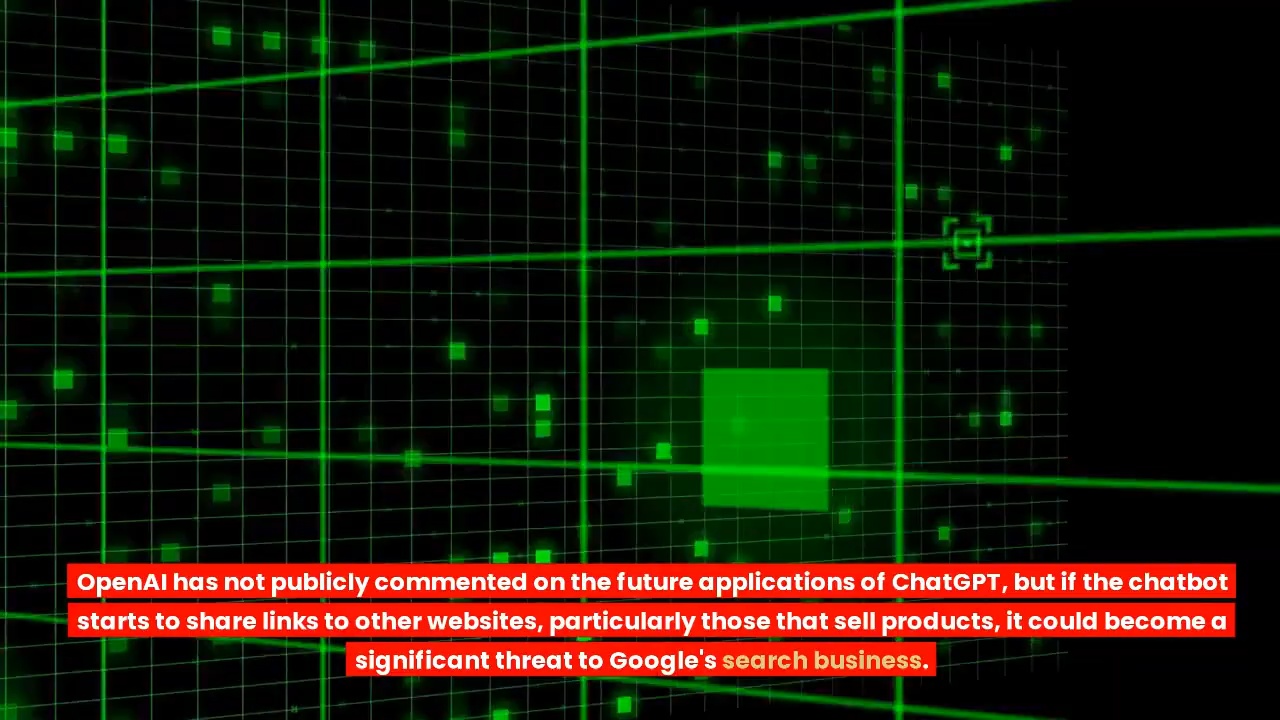 OpenAI has not publicly commented on the future applications of ChatGPT, but if the chatbot
starts to share links to other websites, particularly those that sell products, it could become a
significant threat to Google's search business.